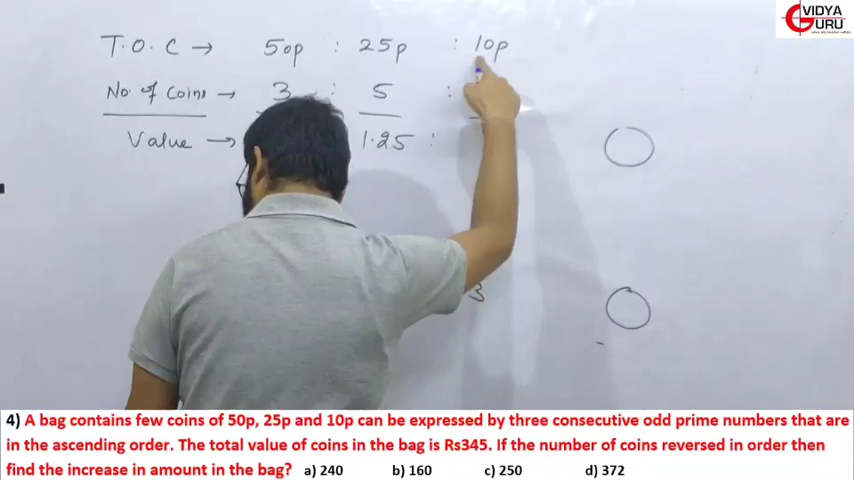 VIDYA
GURU
T.O.C → 50p : 25p : 10p
No. of Coins → 3 : 5 :
Value → 1.25 :
3
4) A bag contains few coins of 50p, 25p and 10p can be expressed by three consecutive odd prime numbers that are
in the ascending order. The total value of coins in the bag is Rs345. If the number of coins reversed in order then
find the increase in amount in the bag? a) 240 b) 160 c) 250 d) 372